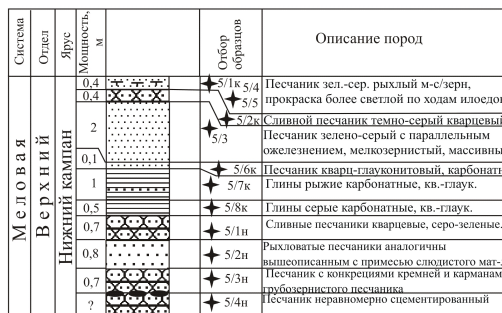 Система
Отдел
Ярус
Мощность, м
Отбор образцов
Описание пород
Меловая
Верхний
Нижний кампан
0,4
5/1к 5/4
Песчаник зел.-сер. рыхлый м-с/зерн,
0,4
5/5
прокраска более светлой по ходам илоедов
5/2к
Сливной песчаник темно-серый кварцевый
2
5/3
Песчаник зелено-серый с параллельным
ожелезнением, мелкозернистый, массивны
0,1
5/6к
Песчаник кварц-глауконитовый, карбонатн
1
5/7к
Глины рыжие карбонатные, кв.-глаук.
0,5
5/8к
Глины серые карбонатные, кв.-глаук.
0,7
5/1н
Сливные песчаники кварцевые, серо-зеленые.
0,8
5/2н
Рыхловатые песчаники аналогичны
вышеописанным с примесью слюдистого мат-.
0,7
5/3н
Песчаник с конкрециями кремней и карманам
грубозернистого песчаника
?
5/4н
Песчаник неравномерно сцементированный